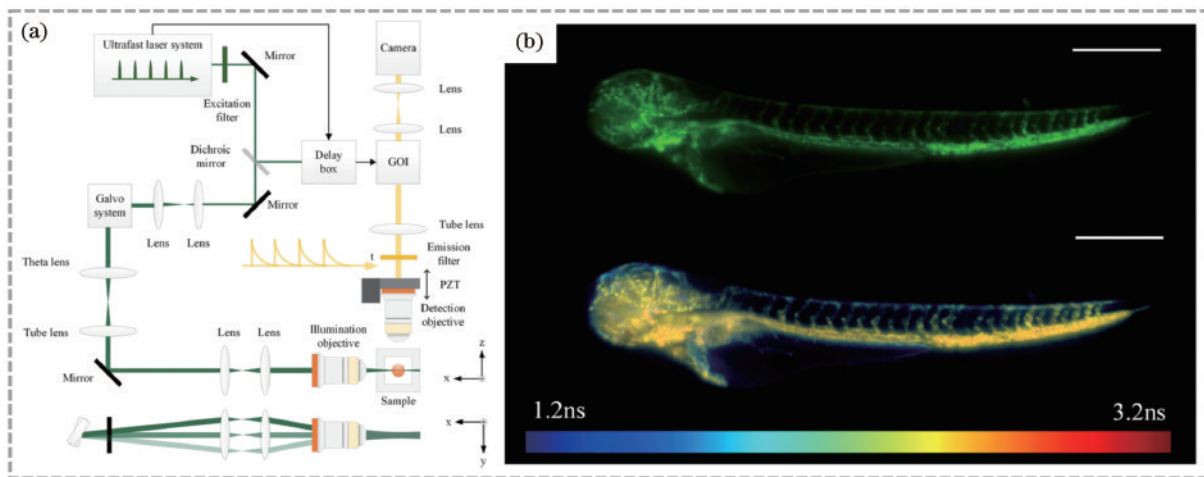 (a)
Ultrafast laser system
Mirror
Excitation
filter
Dichroic
mirror
Delay
box
Camera
Lens
Lens
GOI
Galvo
system
Lens
Lens
Mirror
Tube lens
t
Emission
filter
PZT
Detection
objective
Theta lens
Tube lens
Mirror
Lens
Lens
Illumination
objective
Sample
z
x
x
y
(b)
1.2ns
3.2ns